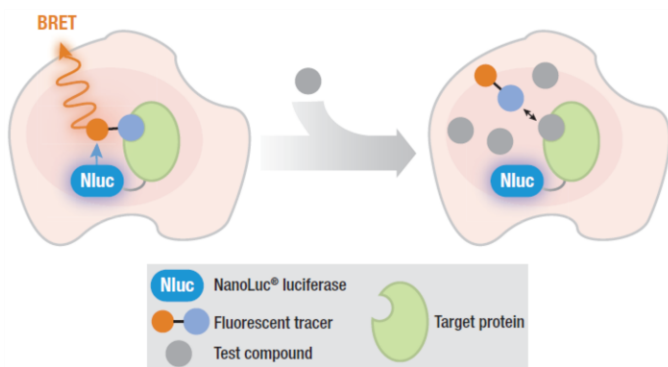 BRET
Nluc
Nluc
Nluc NanoLuc® luciferase
Fluorescent tracer
Test compound
Target protein